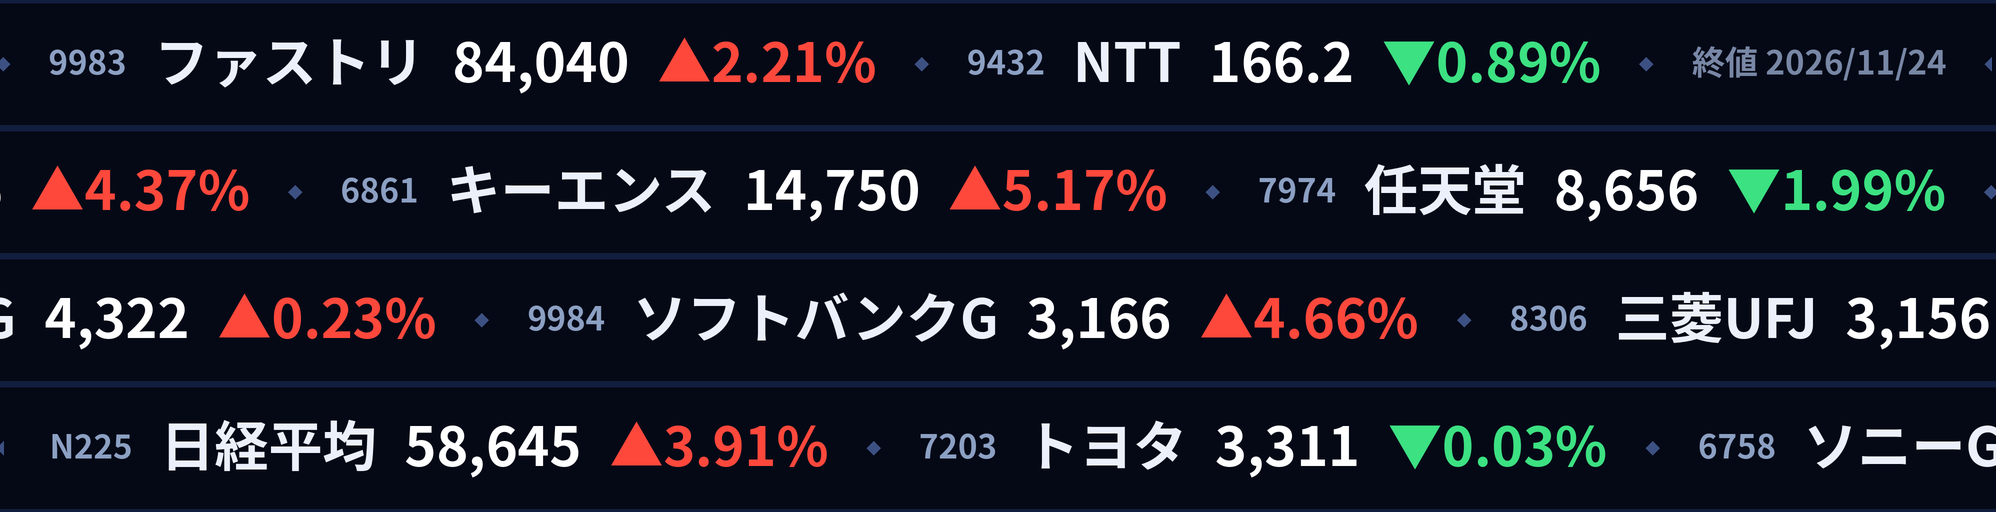 ◆ 9983 ファストリ 84,040 ▲2.21% ◆ 9432 NTT 166.2 ▼0.89% ◆ 終値 2026/11/24 ◆
▲4.37% ◆ 6861 キーエンス 14,750 ▲5.17% ◆ 7974 任天堂 8,656 ▼1.99% ◆
G 4,322 ▲0.23% ◆ 9984 ソフトバンクG 3,166 ▲4.66% ◆ 8306 三菱UFJ 3,156
◆ N225 日経平均 58,645 ▲3.91% ◆ 7203 トヨタ 3,311 ▼0.03% ◆ 6758 ソニーG